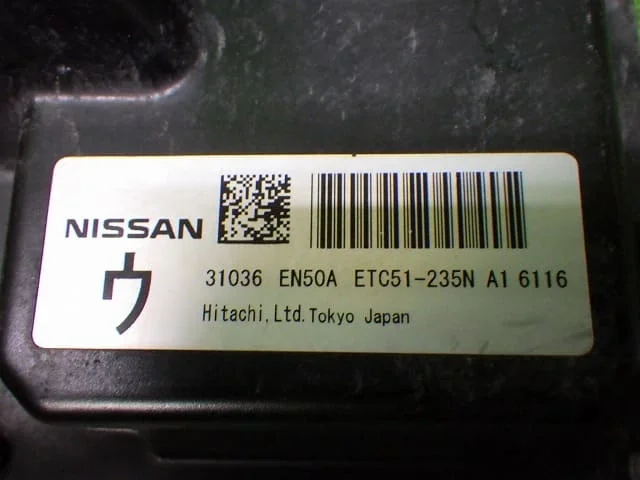 NISSAN
ウ
31036 EN50A ETC51-235N A1 6116
Hitachi,Ltd.Tokyo Japan